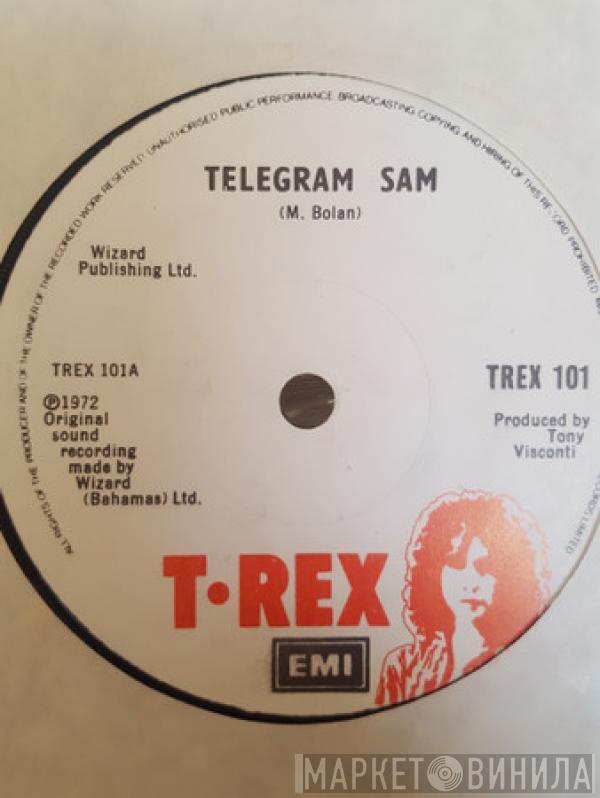 ALL RIGHTS OF THE PRODUCER AND OF THE OWNER OF THE RECORDED WORK RESERVED. UNAUTHORISED PUBLIC PERFORMANCE BROADCASTING COPYING AND HIRING OF THIS RECORD PROHIBITED
LIMITED
TELEGRAM SAM
(M. Bolan)
Wizard
Publishing Ltd.
TREX 101A
TREX 101
℗1972
Original
sound
recording
made by
Wizard
(Bahamas) Ltd.
Produced by
Tony
Visconti
T•REX
EMI
МАРКЕТ ВИНИЛА